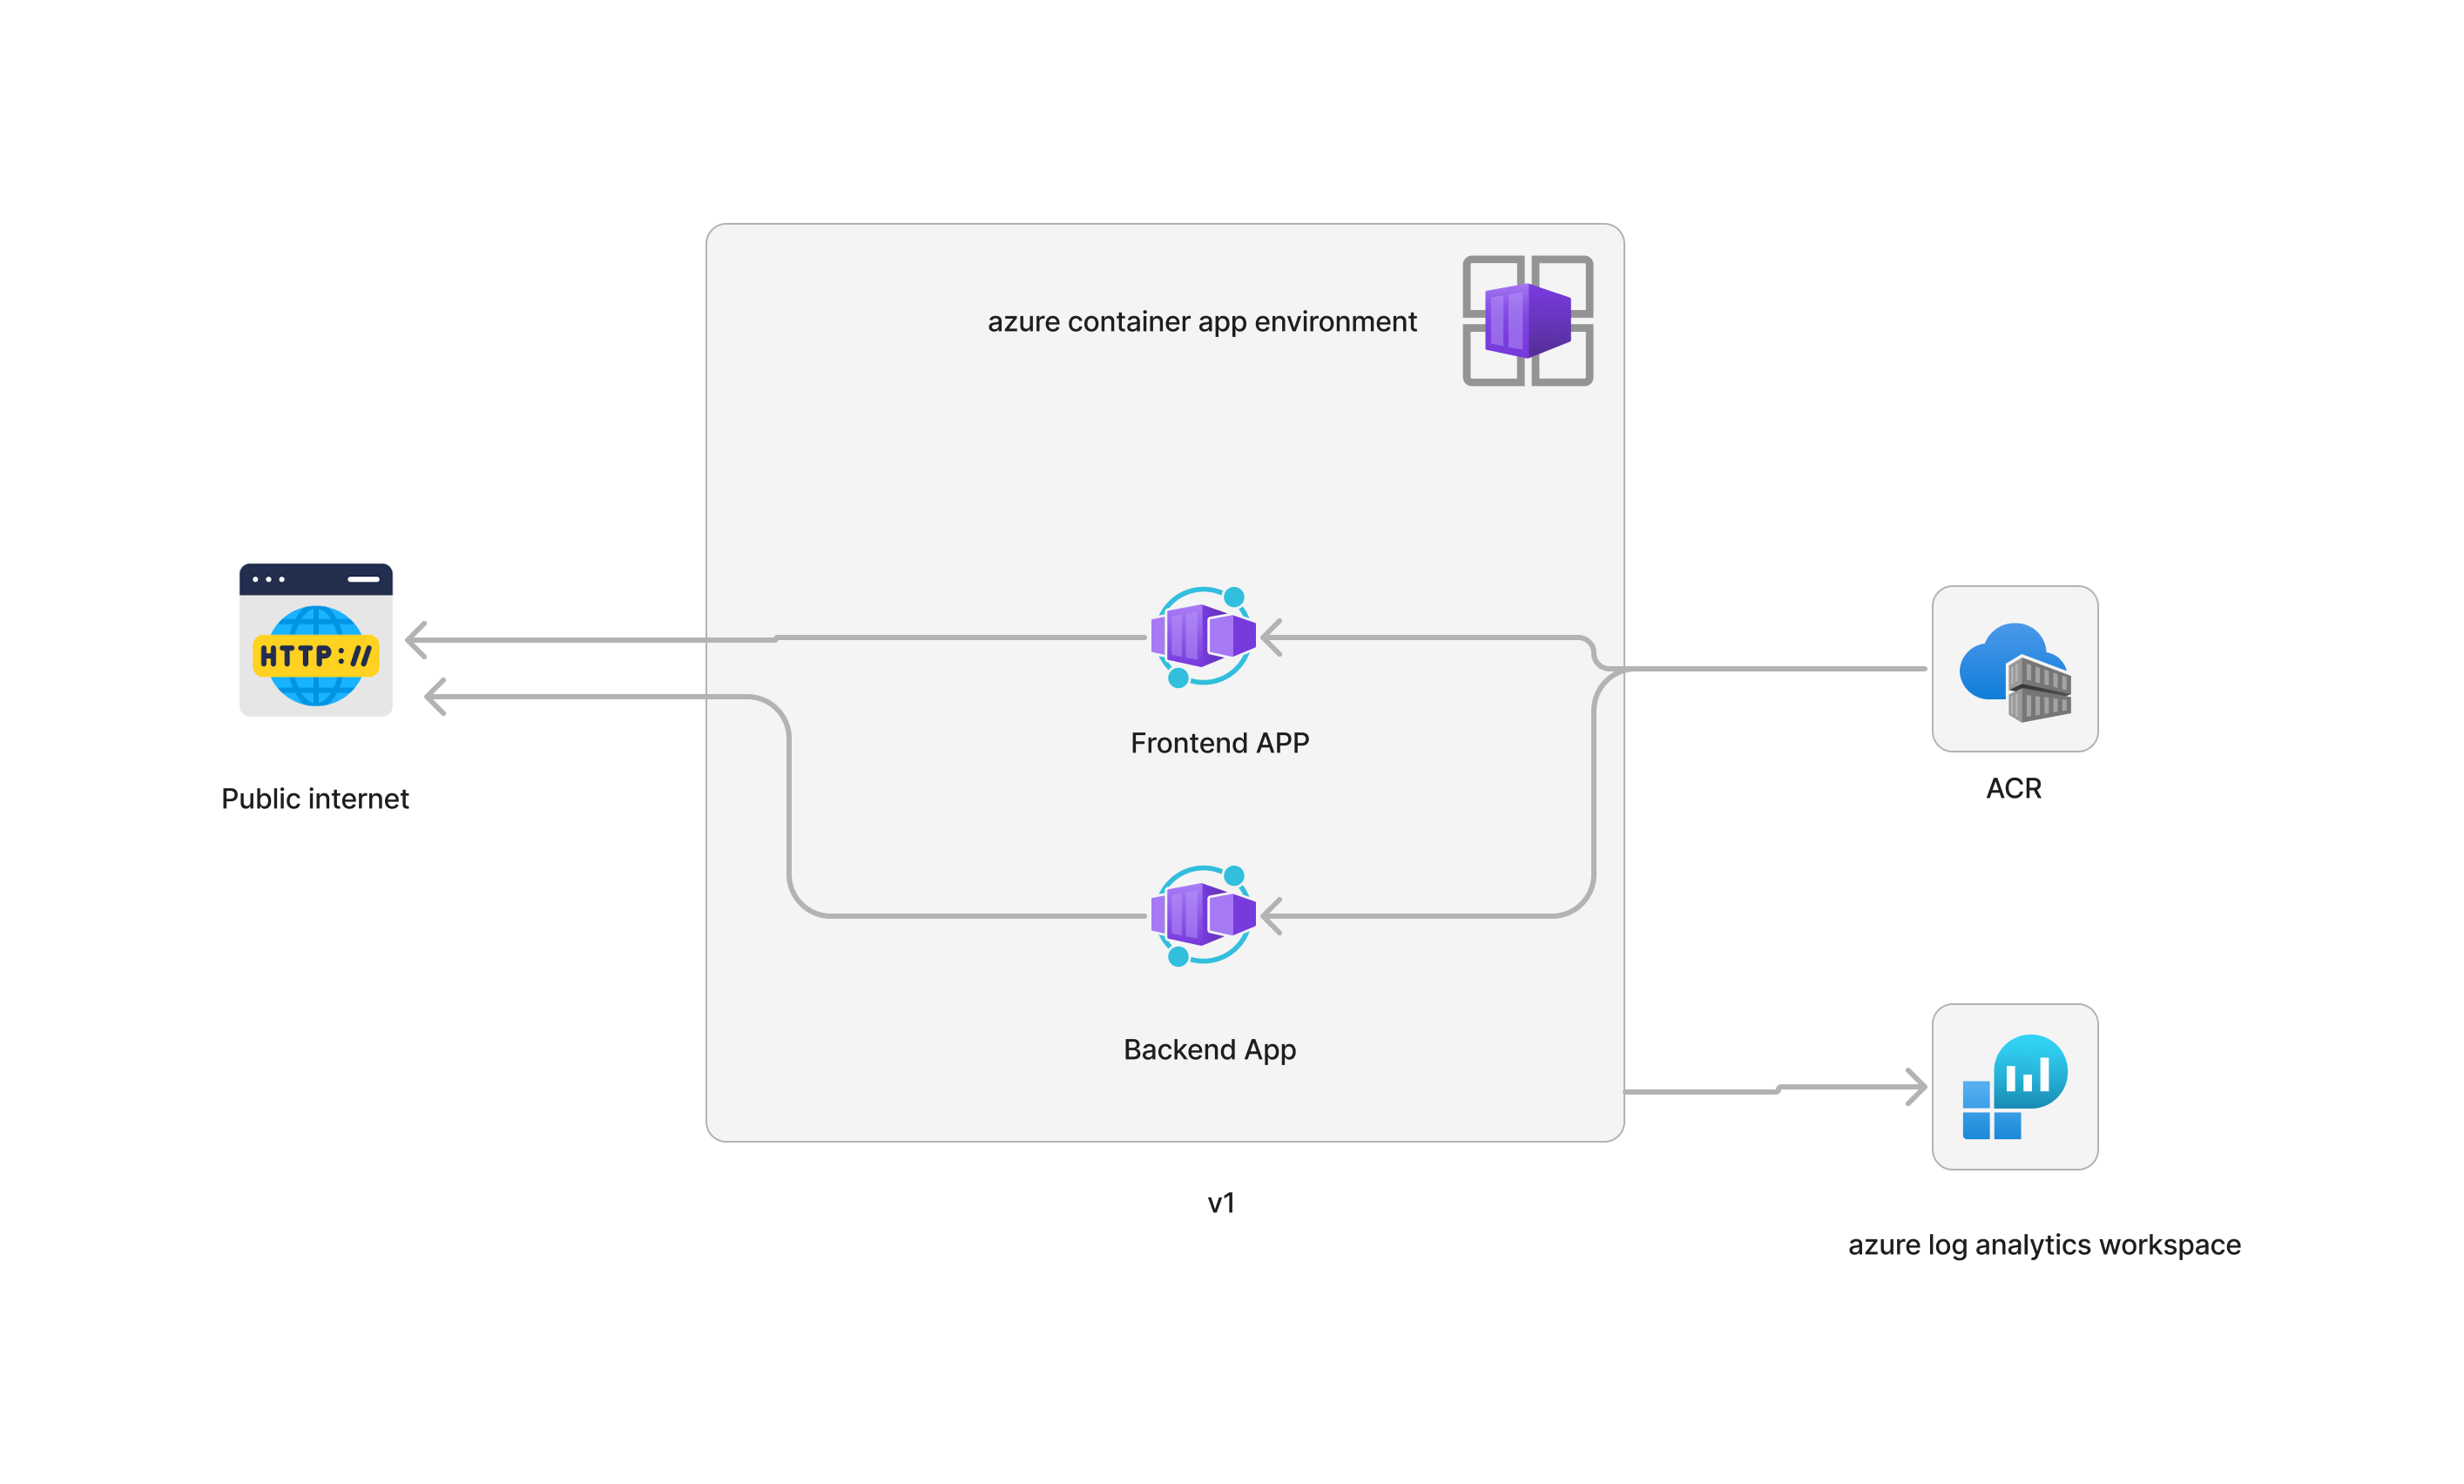 azure container app environment
HTTP://
Frontend APP
Public internet
ACR
Backend App
v1
azure log analytics workspace